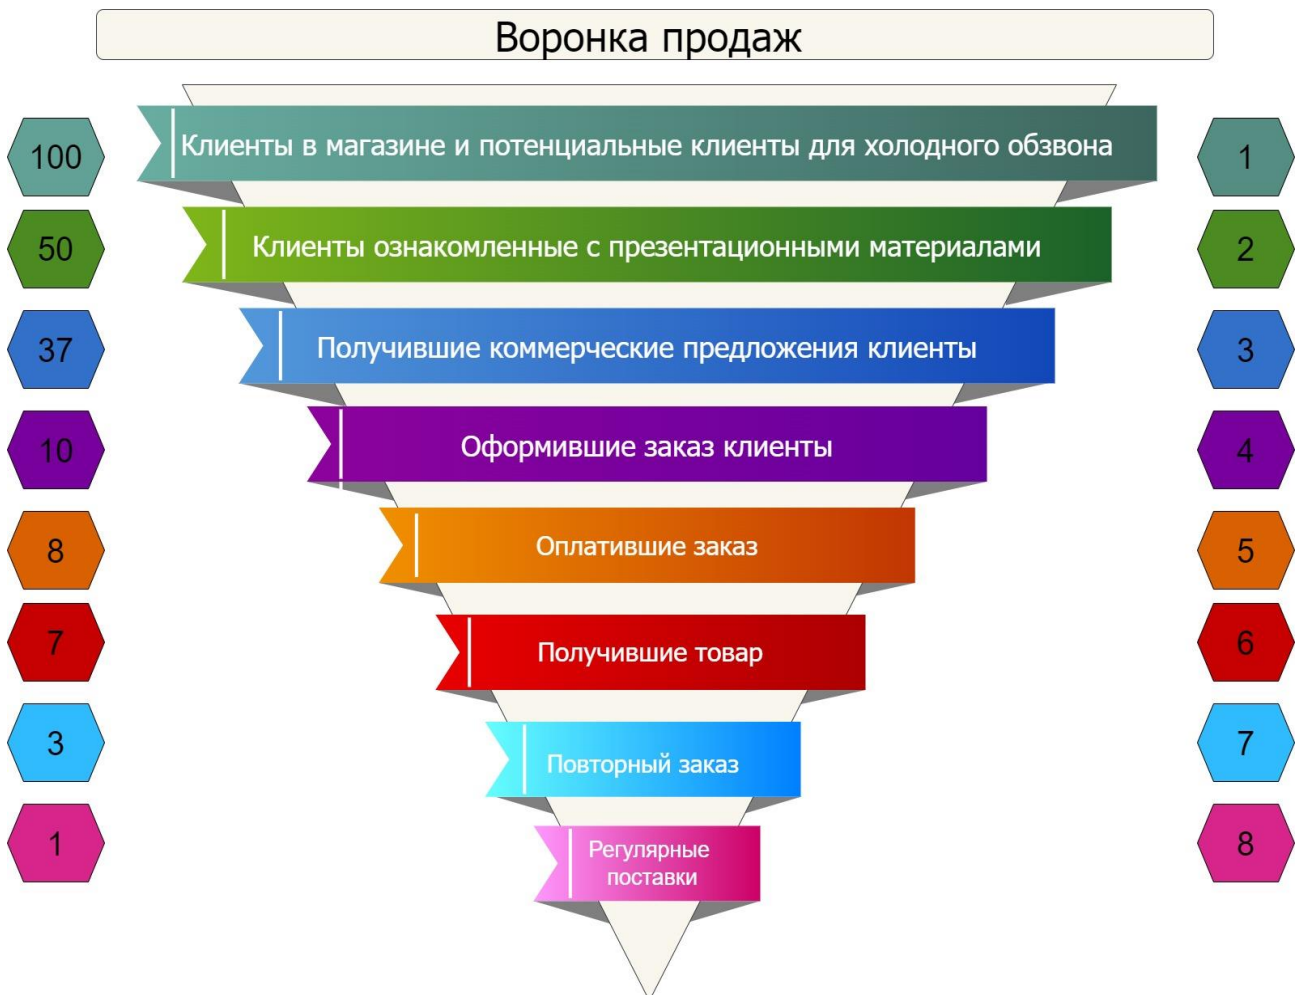 Воронка продаж
100
Клиенты в магазине и потенциальные клиенты для холодного обзвона
1
50
Клиенты ознакомленные с презентационными материалами
2
37
Получившие коммерческие предложения клиенты
3
10
Оформившие заказ клиенты
4
8
Оплатившие заказ
5
7
Получившие товар
6
3
Повторный заказ
7
1
Регулярные
поставки
8